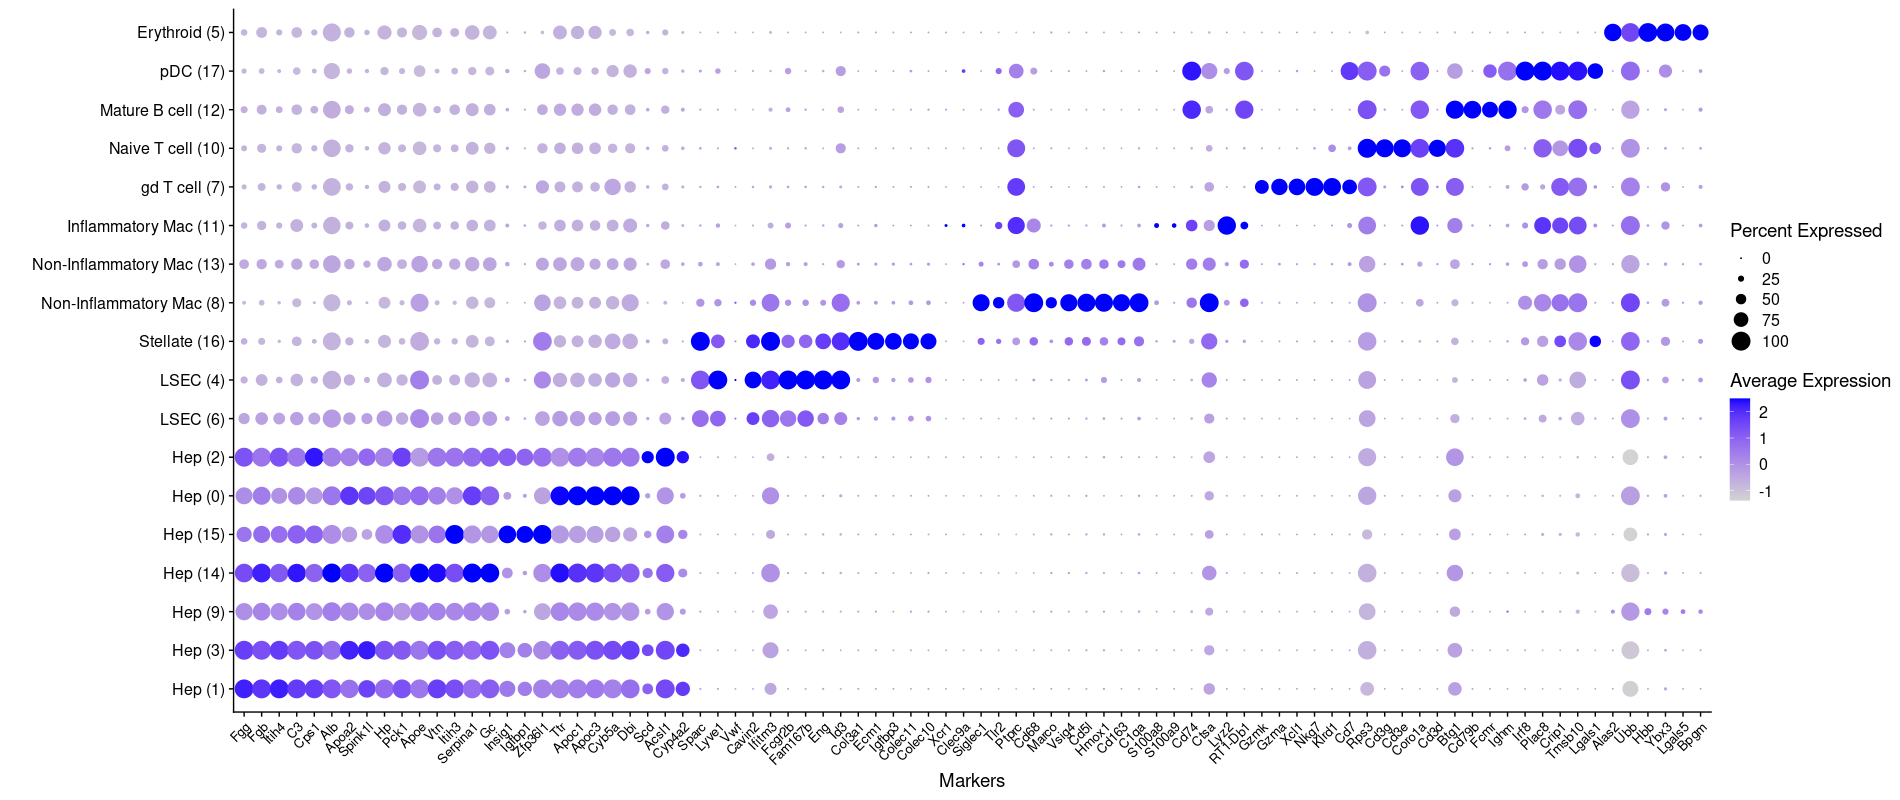 Erythroid (5)
pDC (17)
Mature B cell (12)
Naive T cell (10)
gd T cell (7)
Inflammatory Mac (11)
Non-Inflammatory Mac (13)
Non-Inflammatory Mac (8)
Stellate (16)
LSEC (4)
LSEC (6)
Hep (2)
Hep (0)
Hep (15)
Hep (14)
Hep (9)
Hep (3)
Hep (1)
Fgg
Fgb
Itih4
C3
Cps1
Alb
Apoa2
Spink1l
Hp
Pck1
Apoe
Vtn
Itih3
Serpina1
Gc
Insig1
Igfbp1
Zfp36l1
Ttr
Apoc1
Apoc3
Cyb5a
Dbi
Scd
Acsl1
Cyp4a2
Sparc
Lyve1
Vwf
Cavin2
Ifitm3
Fcgr2b
Fam167b
Eng
Id3
Col3a1
Ecm1
Igfbp3
Colec11
Colec10
Xcr1
Clec9a
Siglec1
Tlr2
Ptprc
Cd68
Marco
Vsig4
Cd5l
Hmox1
Cd163
C1qa
S100a8
S100a9
Cd74
Ctsa
Lyz2
RT1-Db1
Gzmk
Gzma
Xcl1
Nkg7
Klrd1
Cd7
Rps3
Cd3g
Cd3e
Coro1a
Cd3d
Btg1
Cd79b
Fcmr
Ighm
Irf8
Plac8
Crip1
Tmsb10
Lgals1
Alas2
Ubb
Hbb
Ybx3
Lgals5
Bpgm
Markers
Percent Expressed
0
25
50
75
100
Average Expression
2
1
0
-1